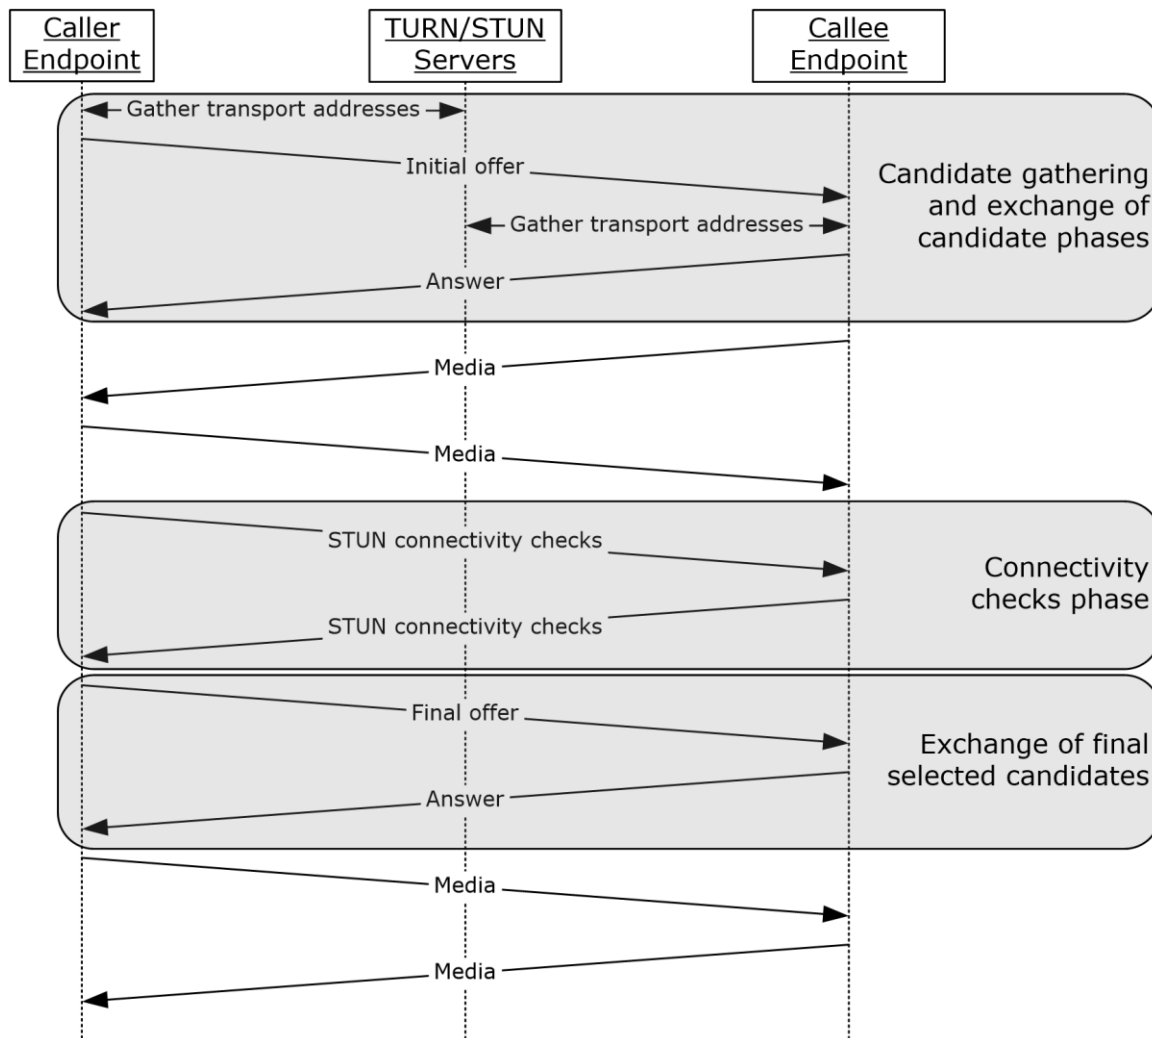 Caller
Endpoint
TURN/STUN
Servers
Callee
Endpoint
Gather transport addresses
Initial offer
Candidate gathering
and exchange of
candidate phases
Gather transport addresses
Answer
Media
Media
STUN connectivity checks
Connectivity
checks phase
STUN connectivity checks
Final offer
Exchange of final
selected candidates
Answer
Media
Media